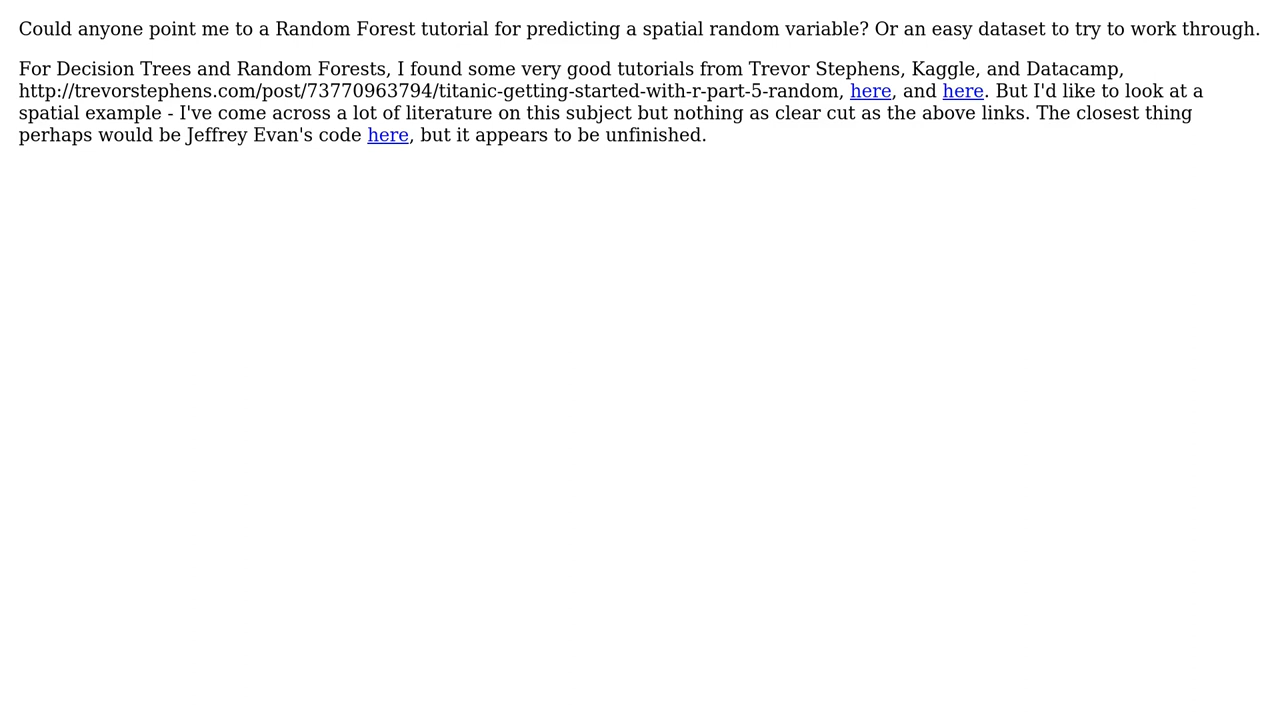 Could anyone point me to a Random Forest tutorial for predicting a spatial random variable? Or an easy dataset to try to work through.
For Decision Trees and Random Forests, I found some very good tutorials from Trevor Stephens, Kaggle, and Datacamp,
http://trevorstephens.com/post/73770963794/titanic-getting-started-with-r-part-5-random, here, and here. But I'd like to look at a
spatial example - I've come across a lot of literature on this subject but nothing as clear cut as the above links. The closest thing
perhaps would be Jeffrey Evan's code here, but it appears to be unfinished.